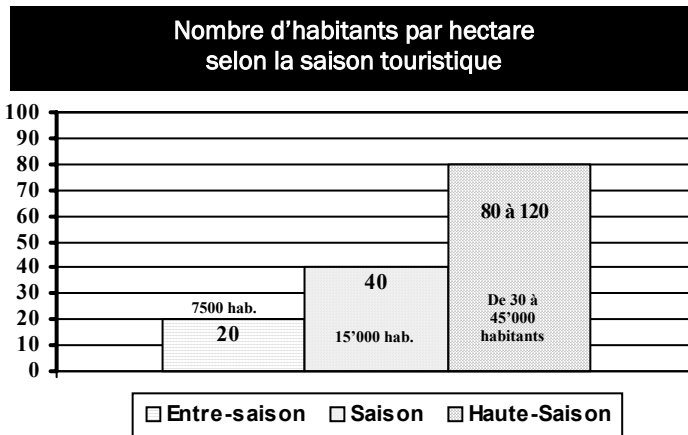 Nombre d’habitants par hectare
selon la saison touristique
100
90
80
70
60
50
40
30
20
10
0
7500 hab.
20
40
15’000 hab.
80 à 120
De 30 à
45’000
habitants
Entre-saison Saison Haute-Saison